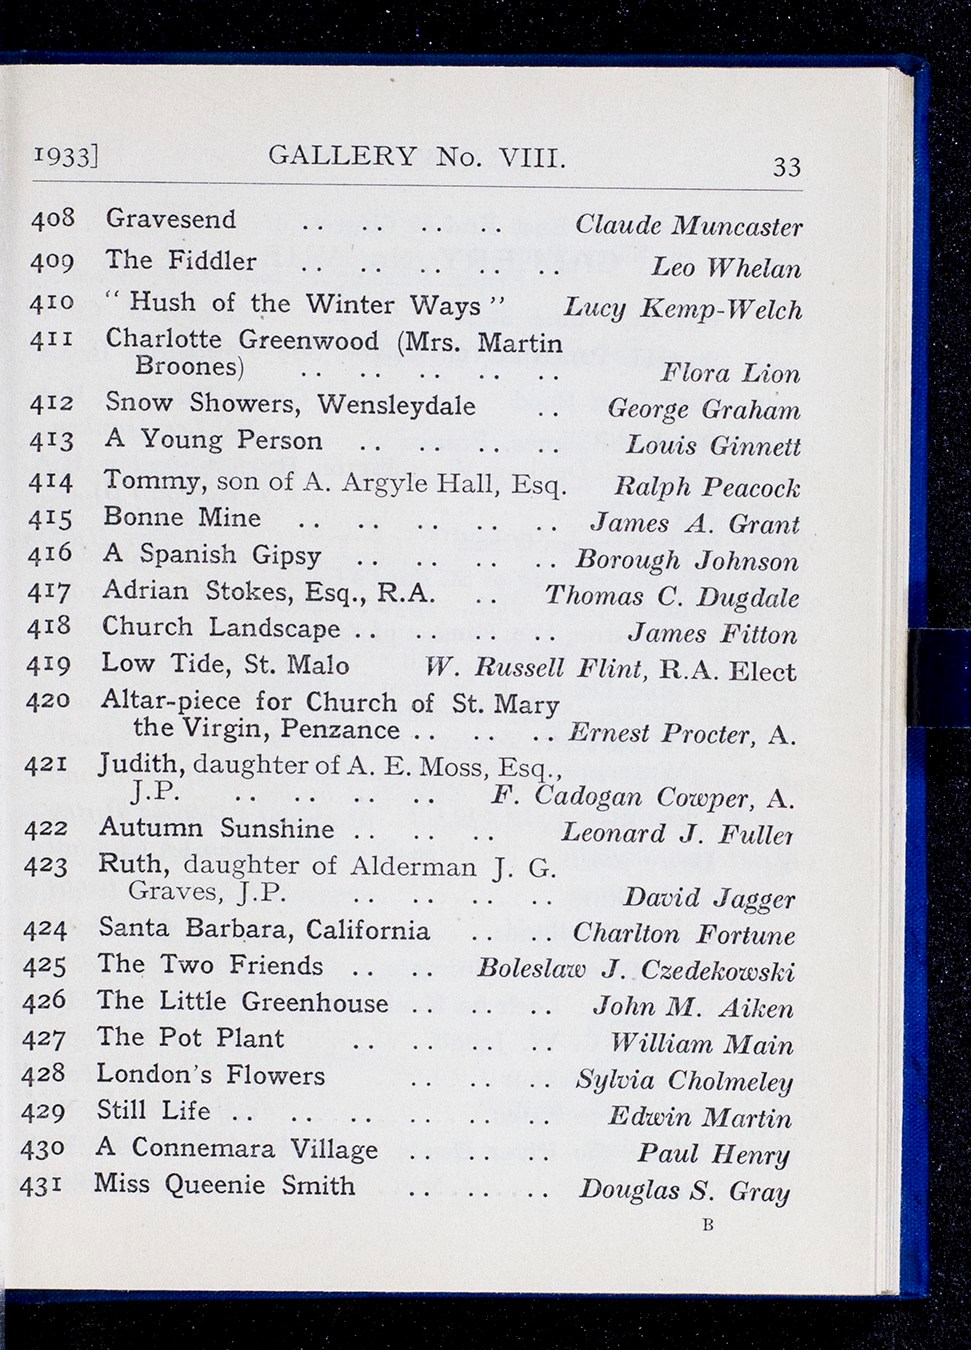 1933] GALLERY No. VIII. 33
408 Gravesend .. .. .. .. Claude Muncaster
409 The Fiddler .. .. .. .. .. Leo Whelan
410 “ Hush of the Winter Ways ” Lucy Kemp-Welch
411 Charlotte Greenwood (Mrs. Martin
Broones) .. .. .. .. .. Flora Lion
412 Snow Showers, Wensleydale .. George Graham
413 A Young Person .. .. .. .. Louis Ginnett
414 Tommy, son of A. Argyle Hall, Esq. Ralph Peacock
415 Bonne Mine .. .. .. .. .. James A. Grant
416 A Spanish Gipsy .. .. .. .. Borough Johnson
417 Adrian Stokes, Esq., R.A. .. Thomas C. Dugdale
418 Church Landscape .. .. .. .. James Fitton
419 Low Tide, St. Malo W. Russell Flint, R.A. Elect
420 Altar-piece for Church of St. Mary
the Virgin, Penzance .. .. .. Ernest Procter, A.
421 Judith, daughter of A. E. Moss, Esq.,
J.P. .. .. .. .. F. Cadogan Cowper, A.
422 Autumn Sunshine .. .. .. Leonard J. Fuller
423 Ruth, daughter of Alderman J. G.
Graves, J.P. .. .. .. .. David Jagger
424 Santa Barbara, California .. .. Charlton Fortune
425 The Two Friends .. .. Boleslaw J. Czedekowski
426 The Little Greenhouse .. .. .. John M. Aiken
427 The Pot Plant .. .. .. .. William Main
428 London's Flowers .. .. .. Sylvia Cholmeley
429 Still Life .. .. .. .. .. .. Edwin Martin
430 A Connemara Village .. .. .. Paul Henry
431 Miss Queenie Smith .. .. .. Douglas S. Gray
B